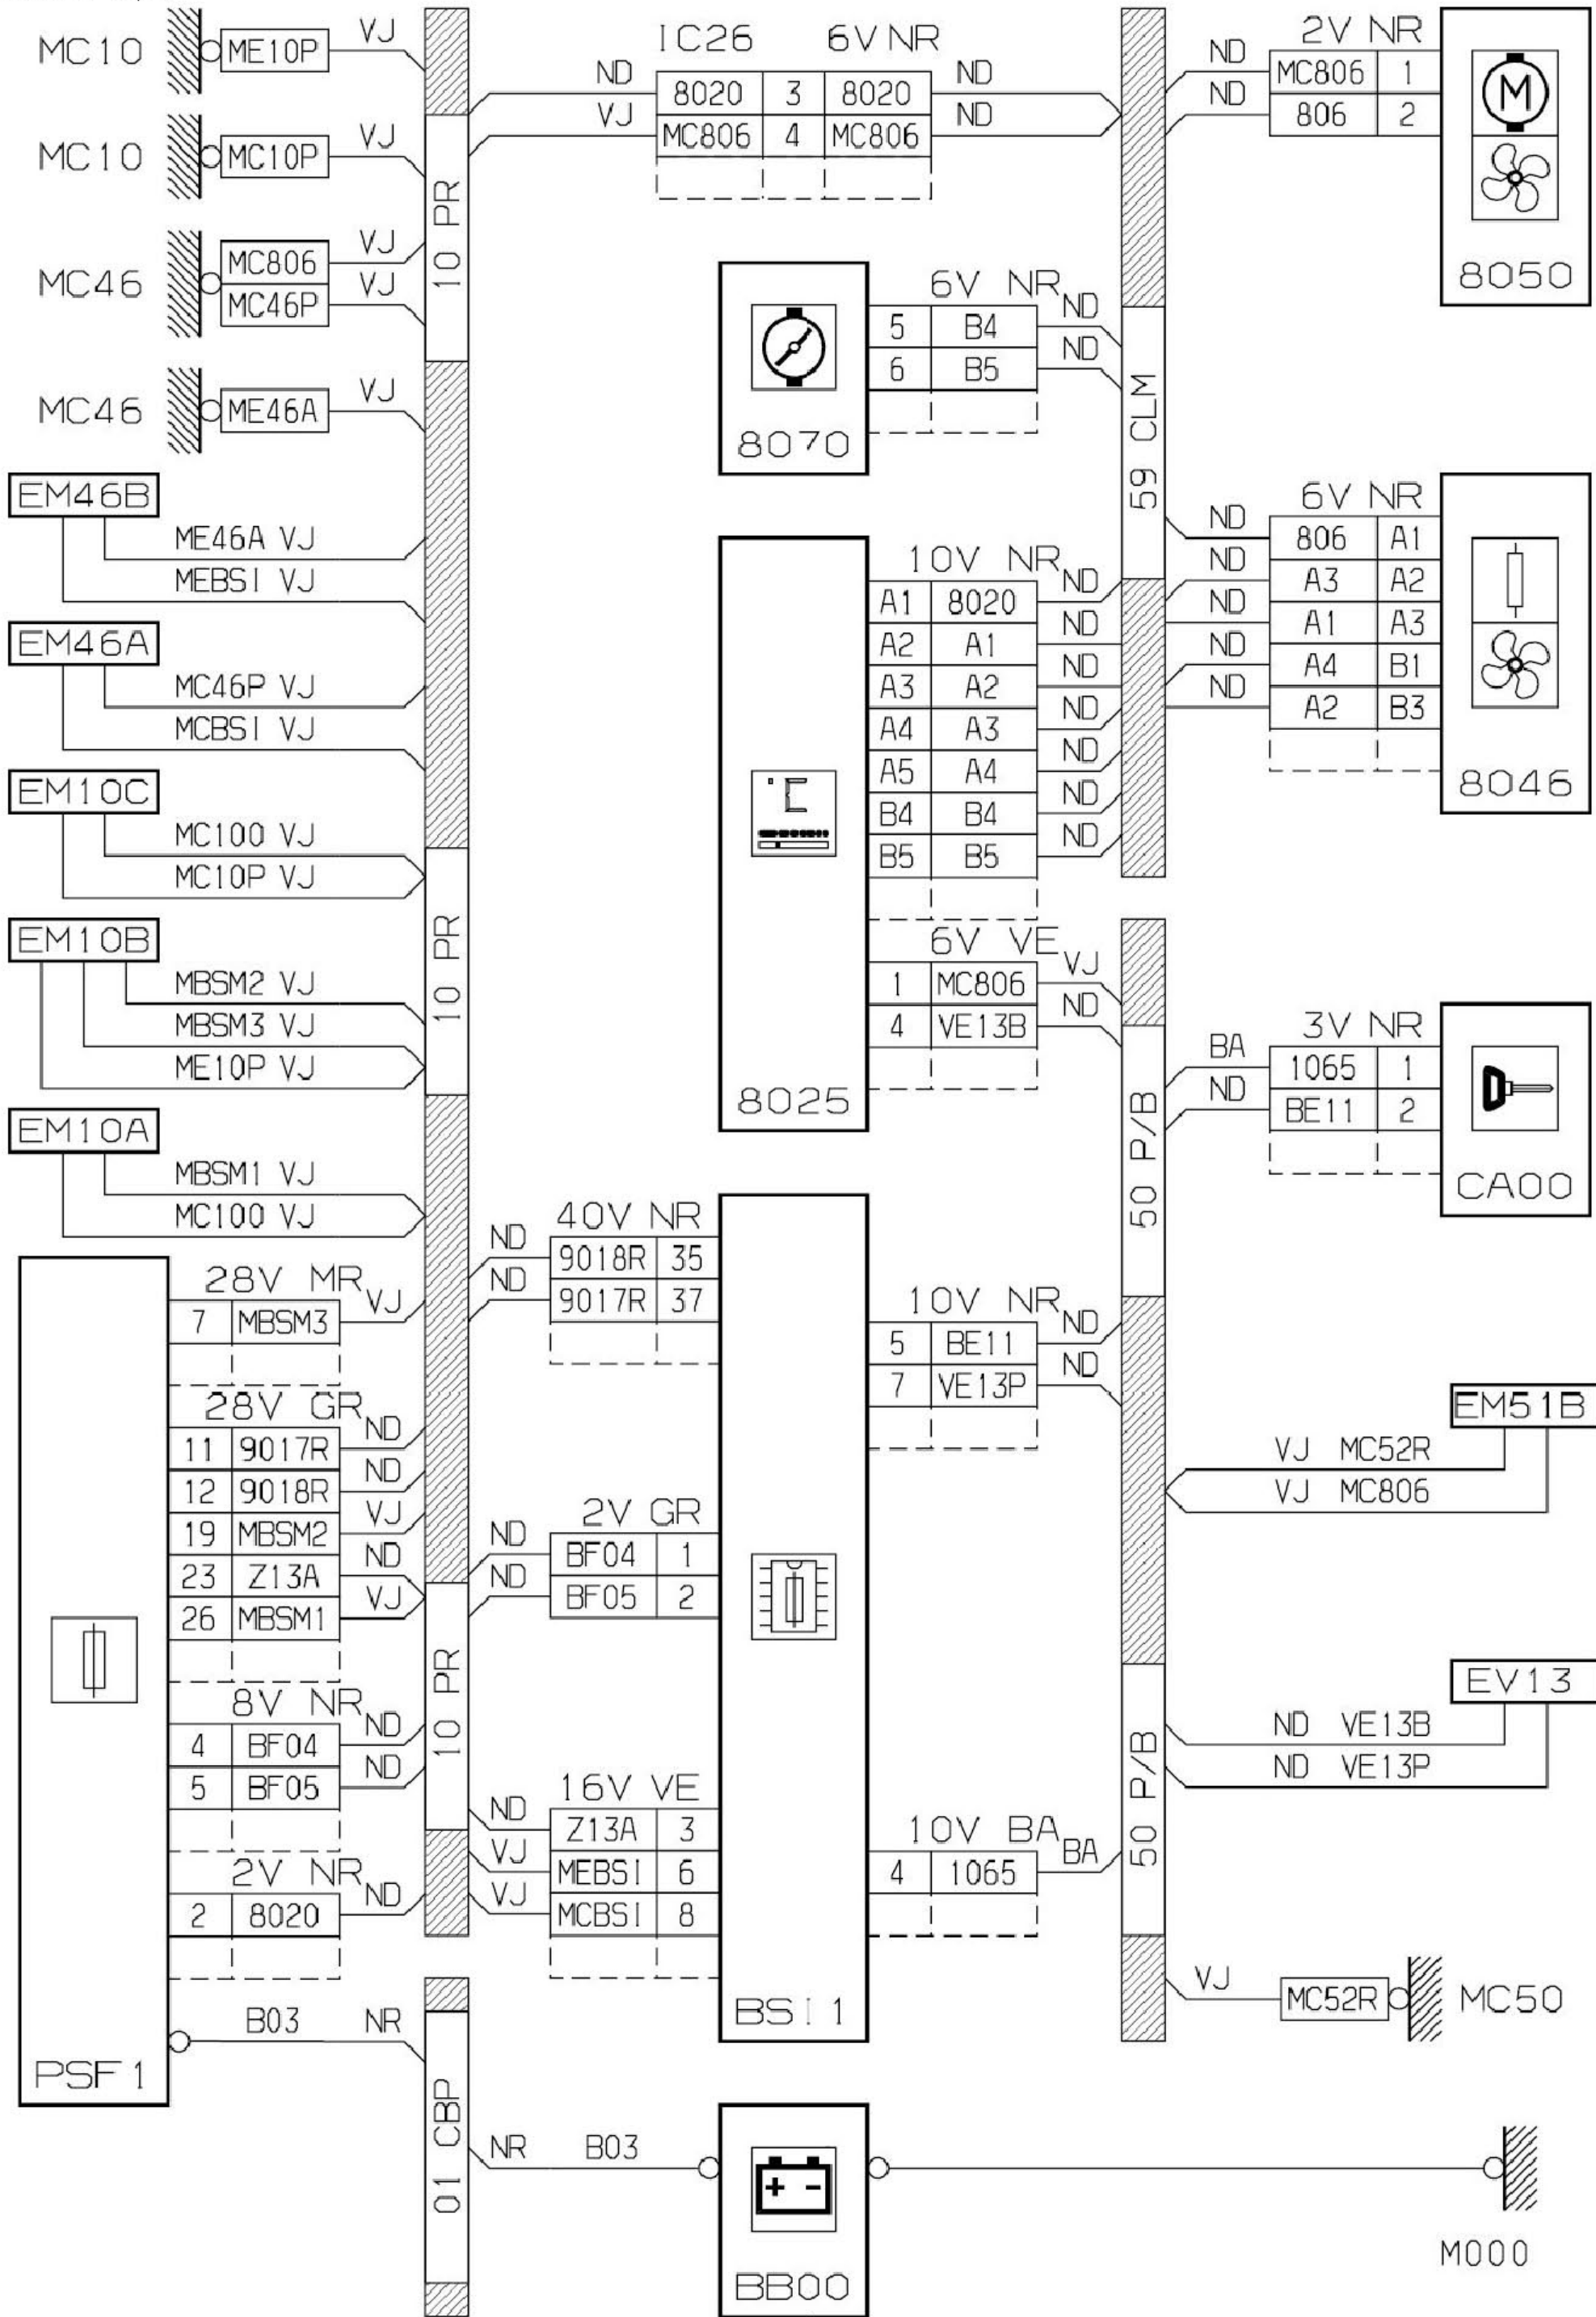 MC10 ME10P VJ
MC10 MC10P VJ
MC46 MC806 VJ
MC46P VJ
MC46 ME46A VJ
EM46B
ME46A VJ
MEBSI VJ
EM46A
MC46P VJ
MCBSI VJ
EM10C
MC100 VJ
MC10P VJ
EM10B
MBSM2 VJ
MBSM3 VJ
ME10P VJ
EM10A
MBSM1 VJ
MC100 VJ
28V MR
7 MBSM3 VJ
28V GR
11 9017R ND
12 9018R ND
19 MBSM2 VJ
23 Z13A ND
26 MBSM1 VJ
8V NR
4 BF04 ND
5 BF05 ND
2V NR
2 8020 ND
B03 NR
PSF1
10 PR
10 PR
10 PR
01 CBP
IC26 6V NR
ND 8020 3 8020 ND
VJ MC806 4 MC806 ND
6V NR
5 B4 ND
6 B5 ND
8070
10V NR
A1 8020 ND
A2 A1 ND
A3 A2 ND
A4 A3 ND
A5 A4 ND
B4 B4 ND
B5 B5 ND
6V VE
1 MC806 VJ
4 VE13B ND
8025
40V NR
ND 9018R 35
ND 9017R 37
2V GR
ND BF04 1
ND BF05 2
16V VE
ND Z13A 3
VJ MEBSI 6
VJ MCBSI 8
10V NR
5 BE11 ND
7 VE13P ND
10V BA
4 1065 BA
BSI1
NR B03
+ -
BB00
59 CLM
50 P/B
50 P/B
2V NR
ND MC806 1
ND 806 2
M
8050
6V NR
ND 806 A1
ND A3 A2
ND A1 A3
ND A4 B1
ND A2 B3
8046
3V NR
BA 1065 1
ND BE11 2
CA00
EM51B
VJ MC52R
VJ MC806
EV13
ND VE13B
ND VE13P
VJ MC52R MC50
M000